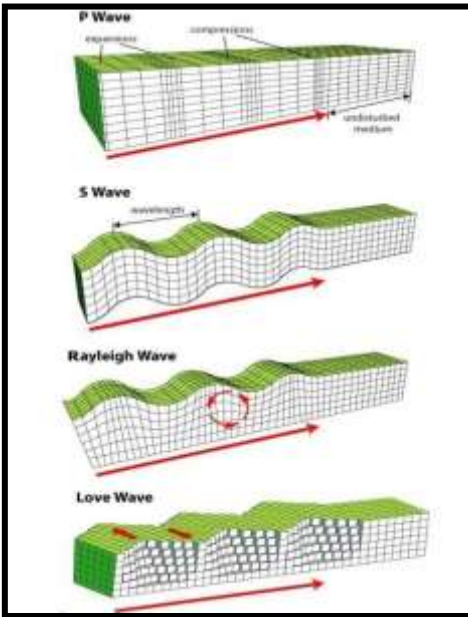 P Wave
expansions
compressions
undisturbed
medium
S Wave
wavelength
Rayleigh Wave
Love Wave